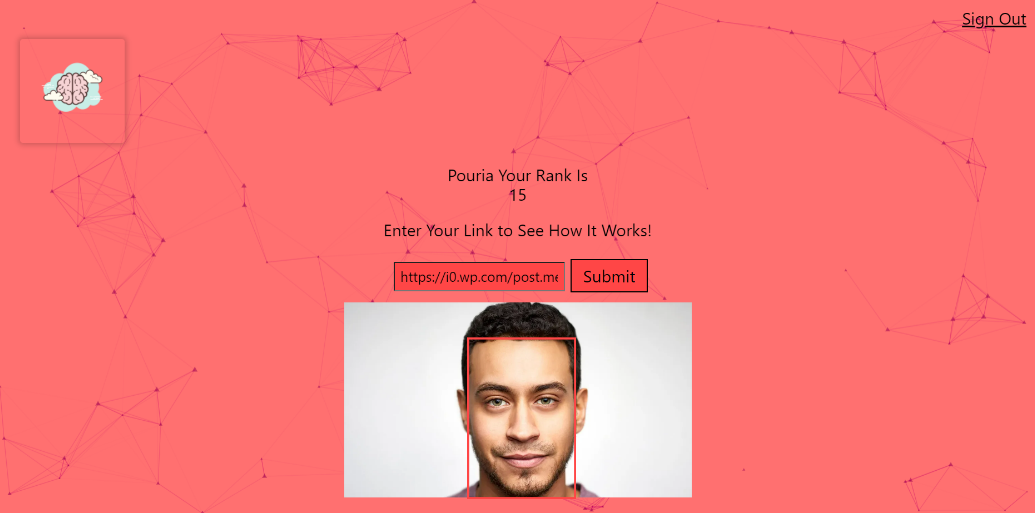 Sign Out
Pouria Your Rank Is
15
Enter Your Link to See How It Works!
https://i0.wp.com/post.me
Submit